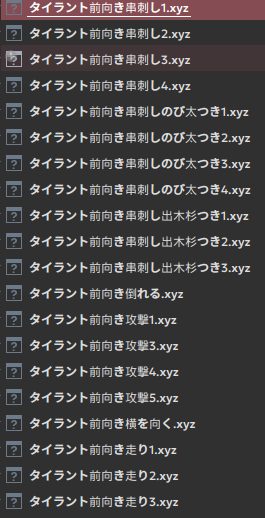 タイラント前向き串刺し1.xyz
タイラント前向き串刺し2.xyz
タイラント前向き串刺し3.xyz
タイラント前向き串刺し4.xyz
タイラント前向き串刺しのび太つき1.xyz
タイラント前向き串刺しのび太つき2.xyz
タイラント前向き串刺しのび太つき3.xyz
タイラント前向き串刺しのび太つき4.xyz
タイラント前向き串刺し出木杉つき1.xyz
タイラント前向き串刺し出木杉つき2.xyz
タイラント前向き串刺し出木杉つき3.xyz
タイラント前向き倒れる.xyz
タイラント前向き攻撃1.xyz
タイラント前向き攻撃3.xyz
タイラント前向き攻撃4.xyz
タイラント前向き攻撃5.xyz
タイラント前向き横を向く.xyz
タイラント前向き走り1.xyz
タイラント前向き走り2.xyz
タイラント前向き走り3.xyz